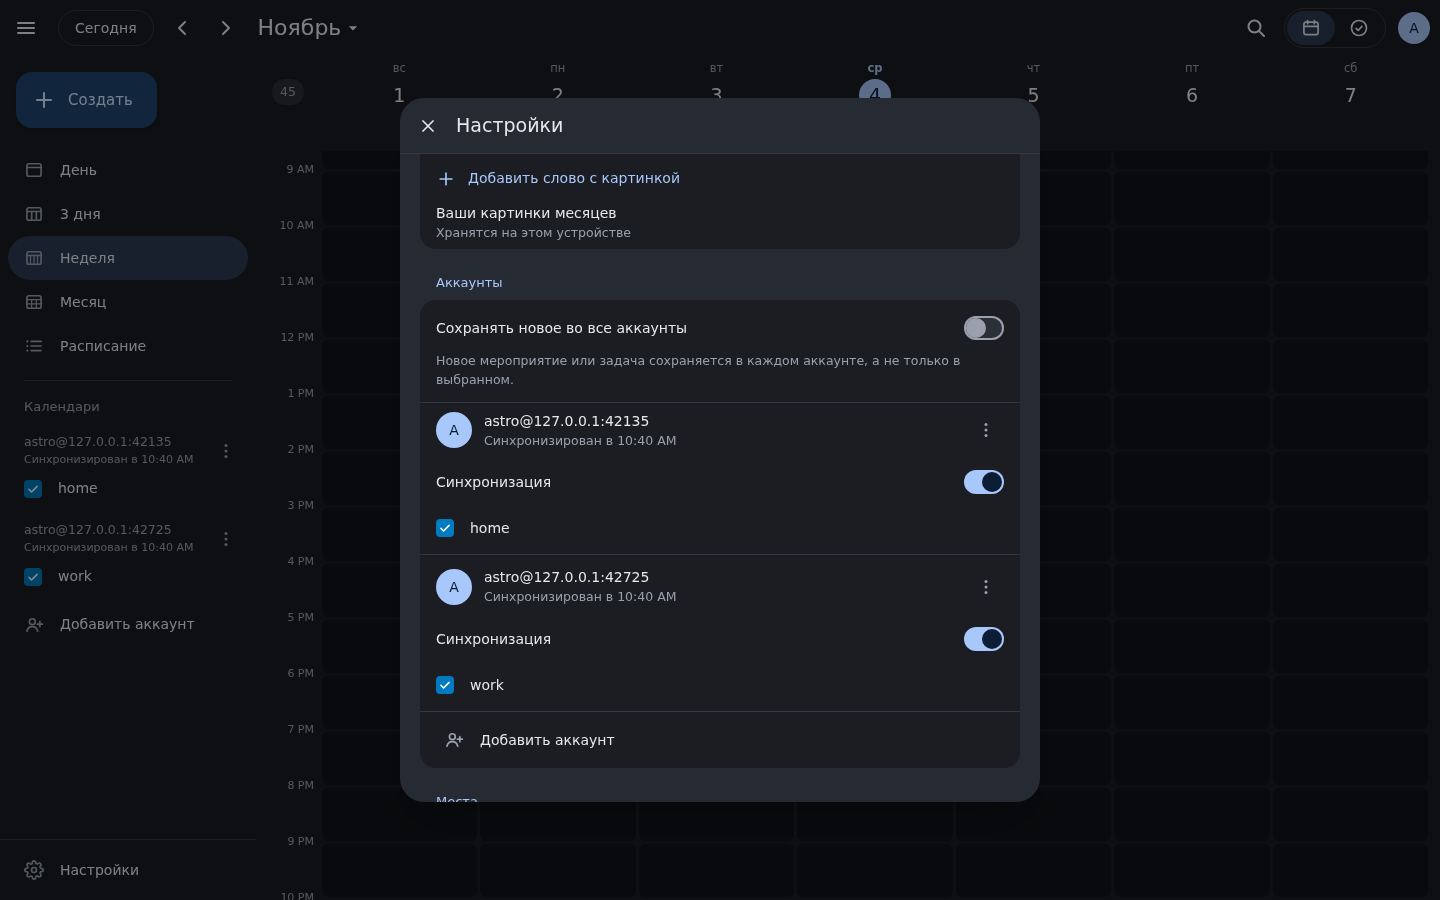 Сегодня
Ноябрь
A
Создать
45
вс
пн
вт
ср
чт
пт
сб
1
2
3
4
5
6
7
День
3 дня
Неделя
Месяц
Расписание
Календари
astro@127.0.0.1:42135
Синхронизирован в 10:40 AM
home
astro@127.0.0.1:42725
Синхронизирован в 10:40 AM
work
Добавить аккаунт
Настройки
9 AM
10 AM
11 AM
12 PM
1 PM
2 PM
3 PM
4 PM
5 PM
6 PM
7 PM
8 PM
9 PM
10 PM
Настройки
Добавить слово с картинкой
Ваши картинки месяцев
Хранятся на этом устройстве
Аккаунты
Сохранять новое во все аккаунты
Новое мероприятие или задача сохраняется в каждом аккаунте, а не только в
выбранном.
A
astro@127.0.0.1:42135
Синхронизирован в 10:40 AM
Синхронизация
home
A
astro@127.0.0.1:42725
Синхронизирован в 10:40 AM
Синхронизация
work
Добавить аккаунт
Места